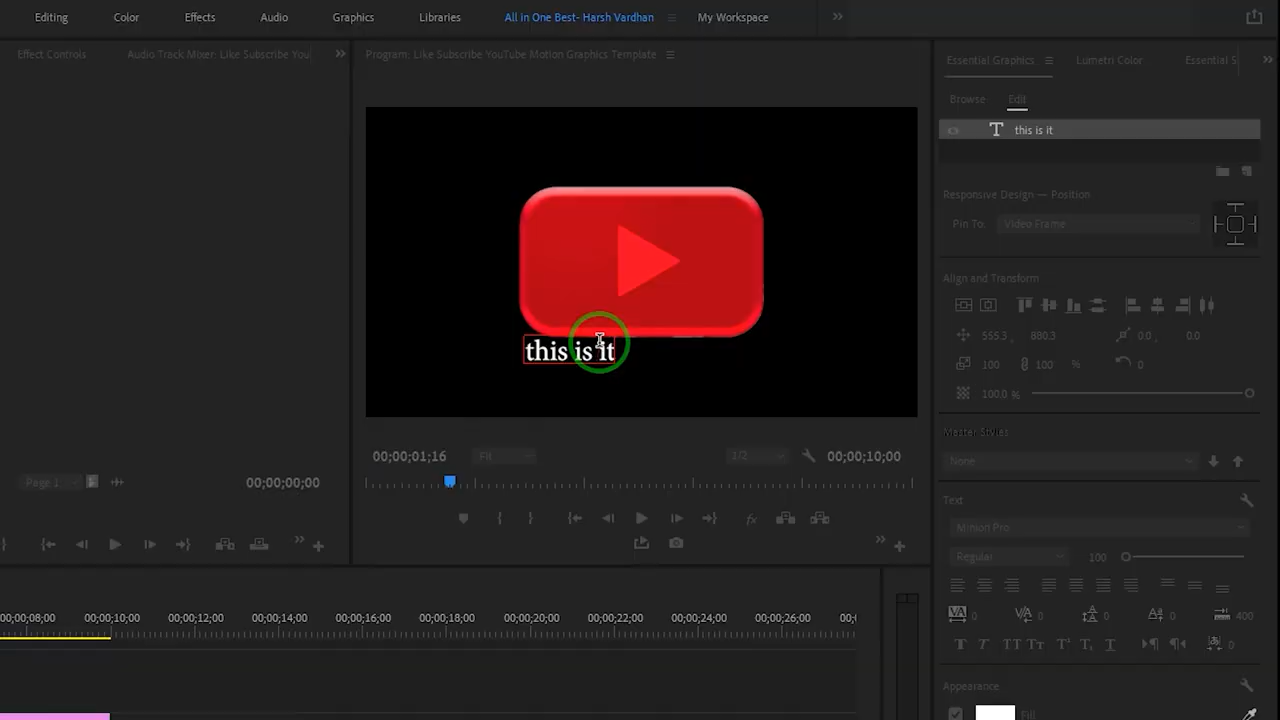 Editing Color Effects Audio Graphics Libraries All in One Best- Harsh Vardhan My Workspace
Effect Controls Audio Track Mixer: Like Subscribe You
Program: Like Subscribe YouTube Motion Graphics Template
Essential Graphics Lumetri Color Essential S
Browse Edit
this is it
Responsive Design — Position
Pin To: Video Frame
Align and Transform
555.3 , 880.3 0.0 , 0.0
100 100 % 0
100.0 %
this is it
Master Styles
None
00;00;01;16 Fit 1/2 00;00;10;00
Page 1 00;00;00;00
Text
Minion Pro
Regular 100
0 0 0 0 400
0
00;00;08;00 00;00;10;00 00;00;12;00 00;00;14;00 00;00;16;00 00;00;18;00 00;00;20;00 00;00;22;00 00;00;24;00 00;00;26;00 00;
Appearance
Fill